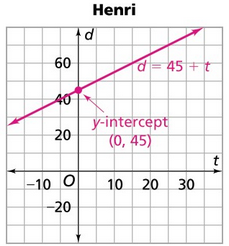 Henri
d
60
d = 45 + t
40
y-intercept
(0, 45)
20
t
−10 O 10 20 30
−20